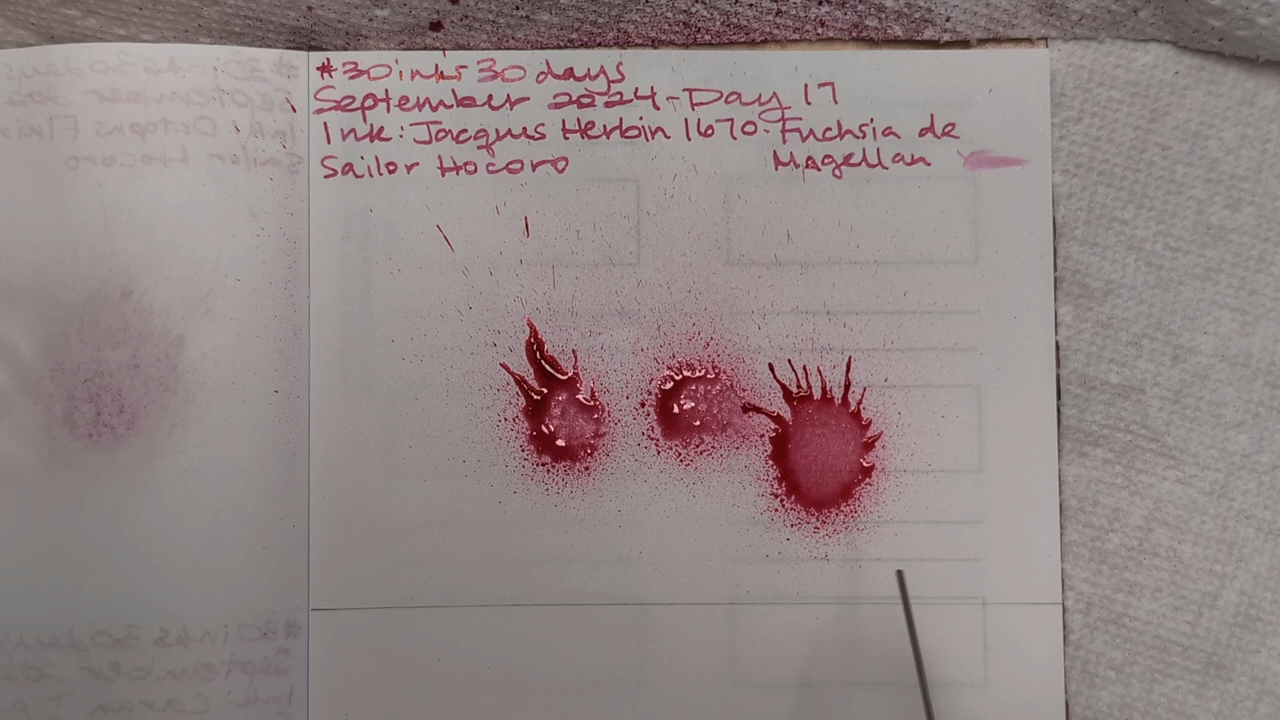 #30inks30days
September 2024-Day 17
Ink: Jacques Herbin 1670. Fuchsia de Magellan
Sailor Hocoro